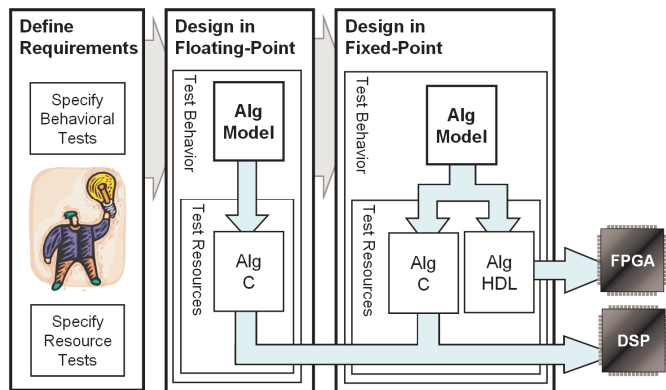 Define
Requirements
Specify
Behavioral
Tests
Specify
Resource
Tests
Design in
Floating-Point
Test Behavior
Alg
Model
Test Resources
Alg
C
Design in
Fixed-Point
Test Behavior
Alg
Model
Test Resources
Alg
C
Alg
HDL
FPGA
DSP